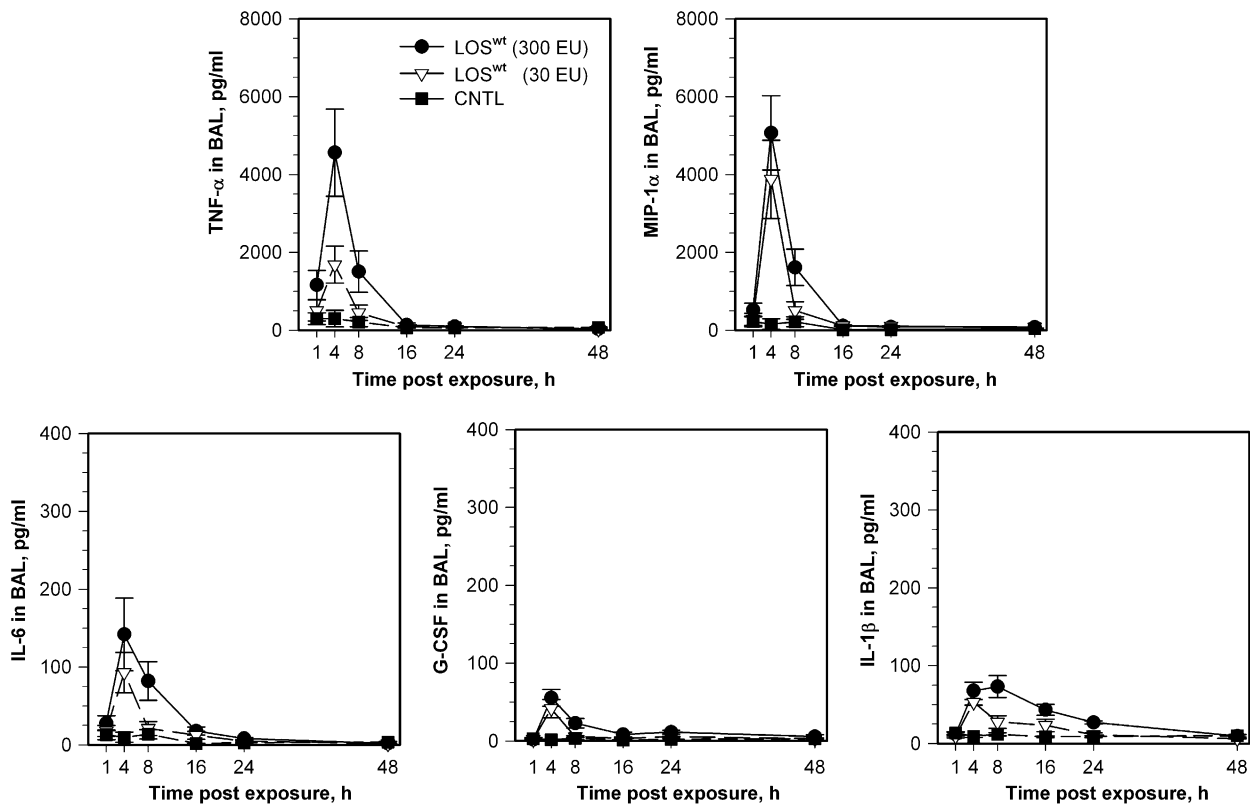 8000
6000
4000
2000
0
TNF-α in BAL, pg/ml
LOSwt (300 EU)
LOSwt (30 EU)
CNTL
1 4 8 16 24 48
Time post exposure, h
8000
6000
4000
2000
0
MIP-1α in BAL, pg/ml
1 4 8 16 24 48
Time post exposure, h
400
300
200
100
0
IL-6 in BAL, pg/ml
1 4 8 16 24 48
Time post exposure, h
400
300
200
100
0
G-CSF in BAL, pg/ml
1 4 8 16 24 48
Time post exposure, h
400
300
200
100
0
IL-1β in BAL, pg/ml
1 4 8 16 24 48
Time post exposure, h